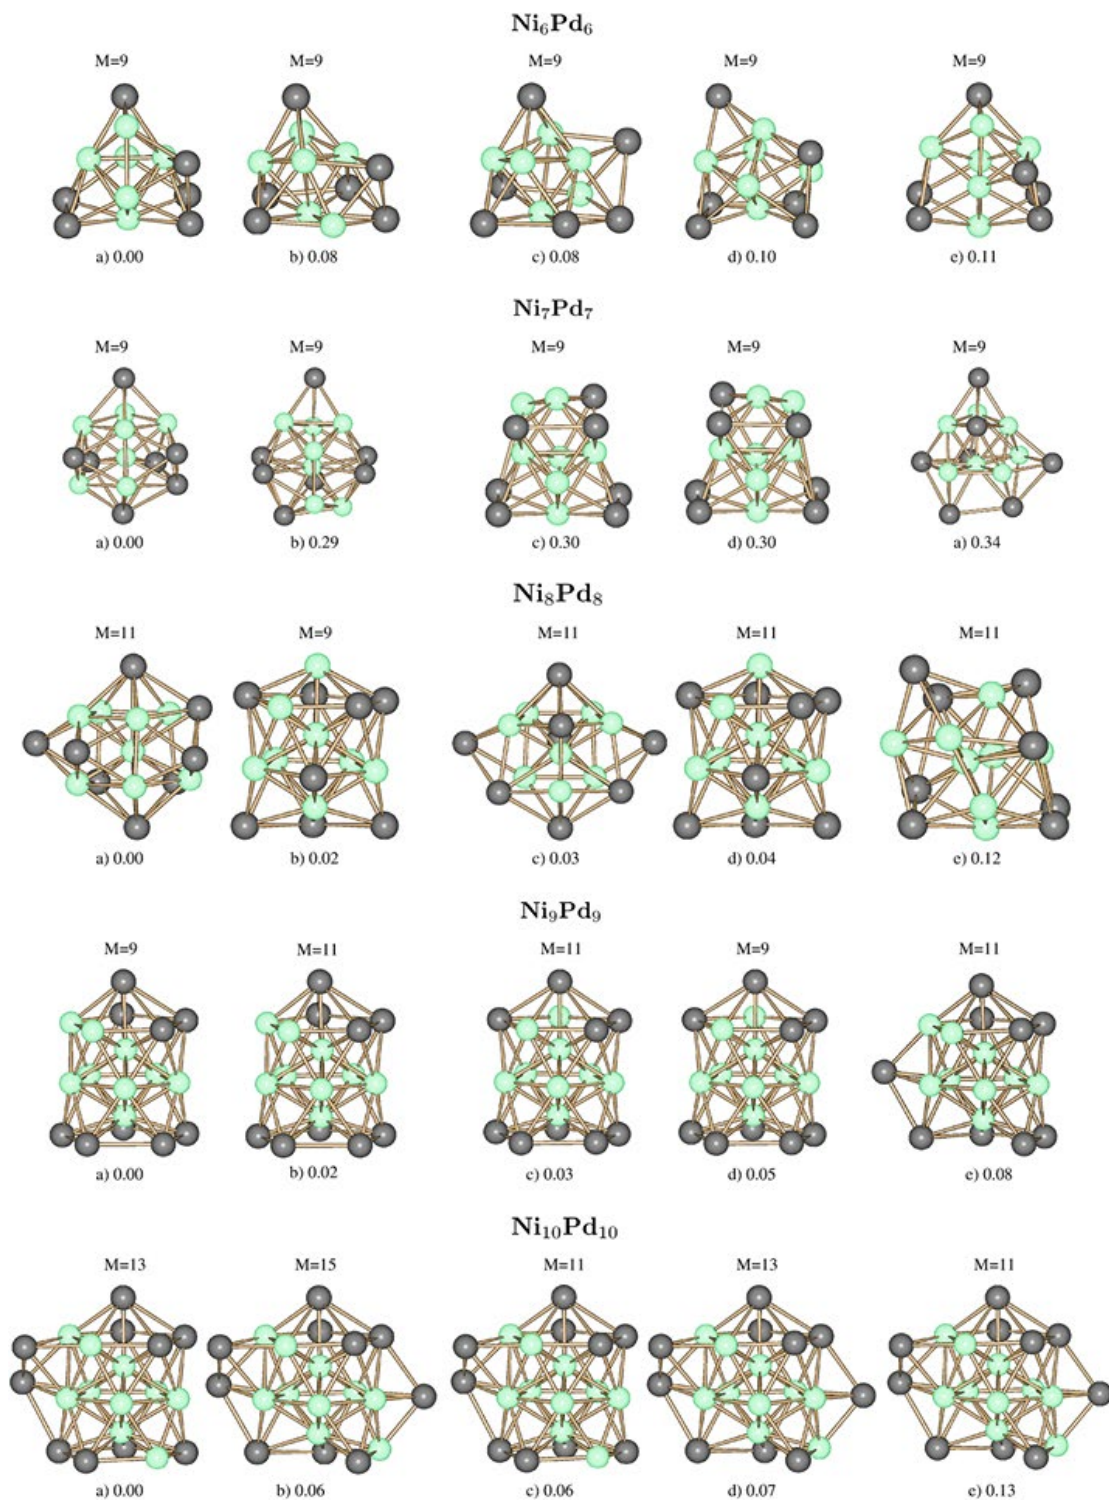 Ni₆Pd₆
M=9 M=9 M=9 M=9 M=9
a) 0.00 b) 0.08 c) 0.08 d) 0.10 e) 0.11
Ni₇Pd₇
M=9 M=9 M=9 M=9 M=9
a) 0.00 b) 0.29 c) 0.30 d) 0.30 a) 0.34
Ni₈Pd₈
M=11 M=9 M=11 M=11 M=11
a) 0.00 b) 0.02 c) 0.03 d) 0.04 e) 0.12
Ni₉Pd₉
M=9 M=11 M=11 M=9 M=11
a) 0.00 b) 0.02 c) 0.03 d) 0.05 e) 0.08
Ni₁₀Pd₁₀
M=13 M=15 M=11 M=13 M=11
a) 0.00 b) 0.06 c) 0.06 d) 0.07 e) 0.13